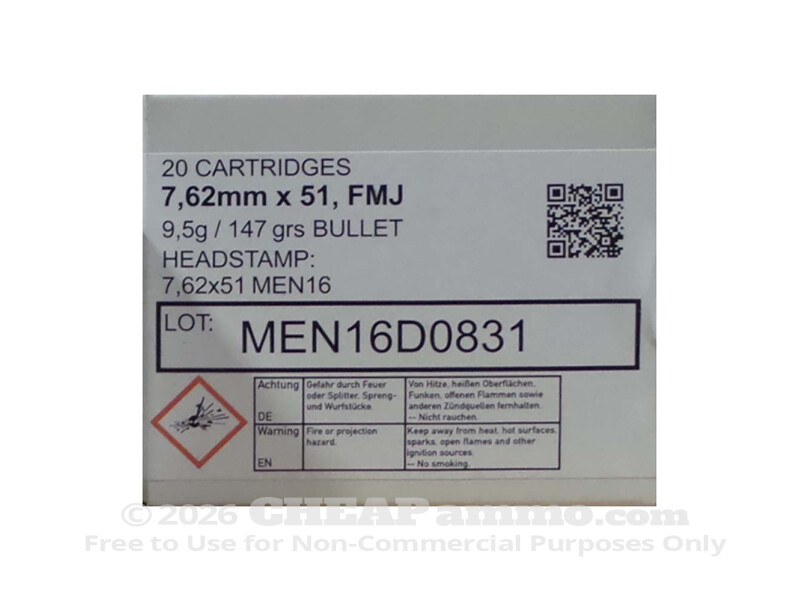 20 CARTRIDGES
7,62mm x 51, FMJ
9,5g / 147 grs BULLET
HEADSTAMP:
7,62x51 MEN16
LOT: MEN16D0831
Achtung
DE
Gefahr durch Feuer
oder Splitter, Spreng-
und Wurfstücke.
Von Hitze, heißen Oberflächen,
Funken, offenen Flammen sowie
anderen Zündquellen fernhalten.
-- Nicht rauchen.
Warning
EN
Fire or projection
hazard.
Keep away from heat, hot surfaces,
sparks, open flames and other
ignition sources.
-- No smoking.
© 2026 CHEAPammo.com
Free to Use for Non-Commercial Purposes Only